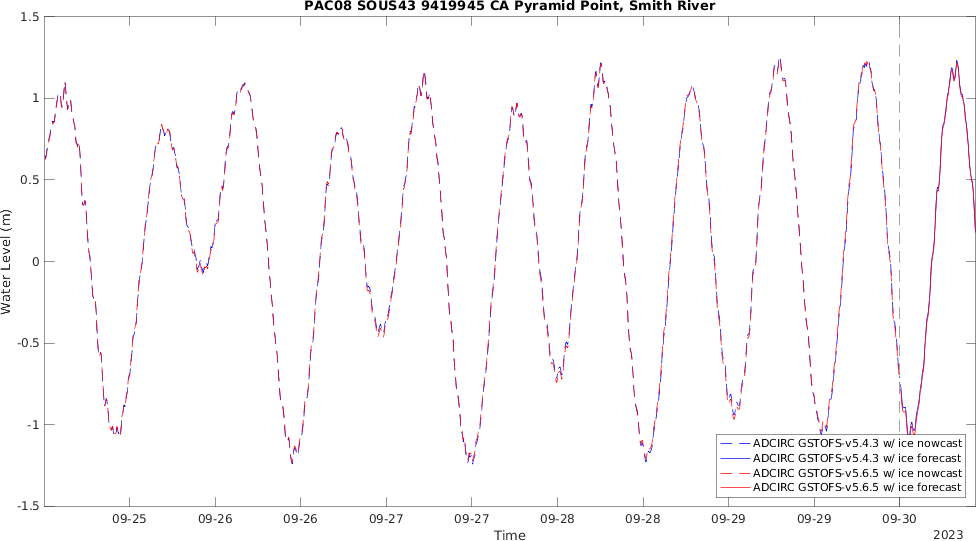 PAC08 SOUS43 9419945 CA Pyramid Point, Smith River
1.5
1
0.5
0
-0.5
-1
-1.5
Water Level (m)
09-25
09-26
09-26
09-27
09-27
09-28
09-28
09-29
09-29
09-30
Time
2023
ADCIRC GSTOFS-v5.4.3 w/ ice nowcast
ADCIRC GSTOFS-v5.4.3 w/ ice forecast
ADCIRC GSTOFS-v5.6.5 w/ ice nowcast
ADCIRC GSTOFS-v5.6.5 w/ ice forecast